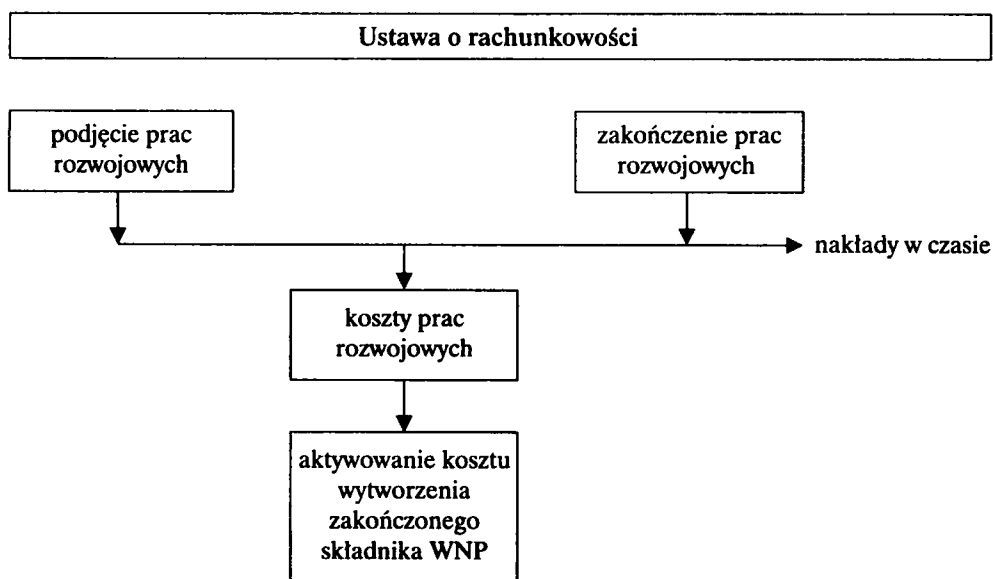 Ustawa o rachunkowości
podjęcie prac
rozwojowych
zakończenie prac
rozwojowych
nakłady w czasie
koszty prac
rozwojowych
aktywowanie kosztu
wytworzenia
zakończonego
składnika WNP